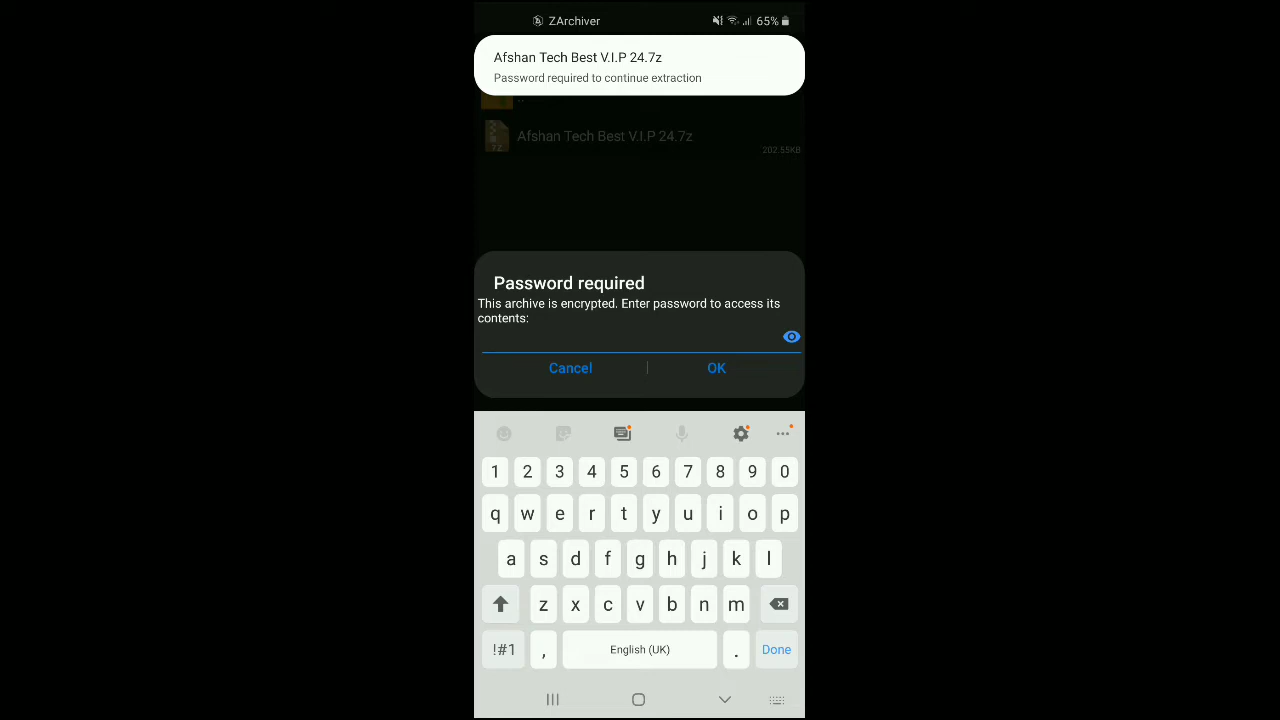 ZArchiver
65%
Afshan Tech Best V.I.P 24.7z
Password required to continue extraction
..
Afshan Tech Best V.I.P 24.7z
7Z
202.55KB
Password required
This archive is encrypted. Enter password to access its
contents:
Cancel | OK
1 2 3 4 5 6 7 8 9 0
q w e r t y u i o p
a s d f g h j k l
z x c v b n m
!#1 , English (UK) . Done